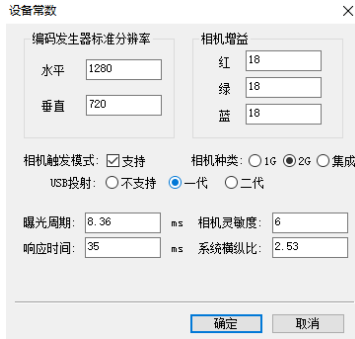 设备常数
编码发生器标准分辨率 相机增益
水平 1280 红 18
绿 18
垂直 720 蓝 18
相机触发模式: 支持 相机种类: 1G 2G 集成
USB投射: 不支持 一代 二代
曝光周期: 8.36 ms 相机灵敏度: 6
响应时间: 35 ms 系统横纵比: 2.53
确定 取消